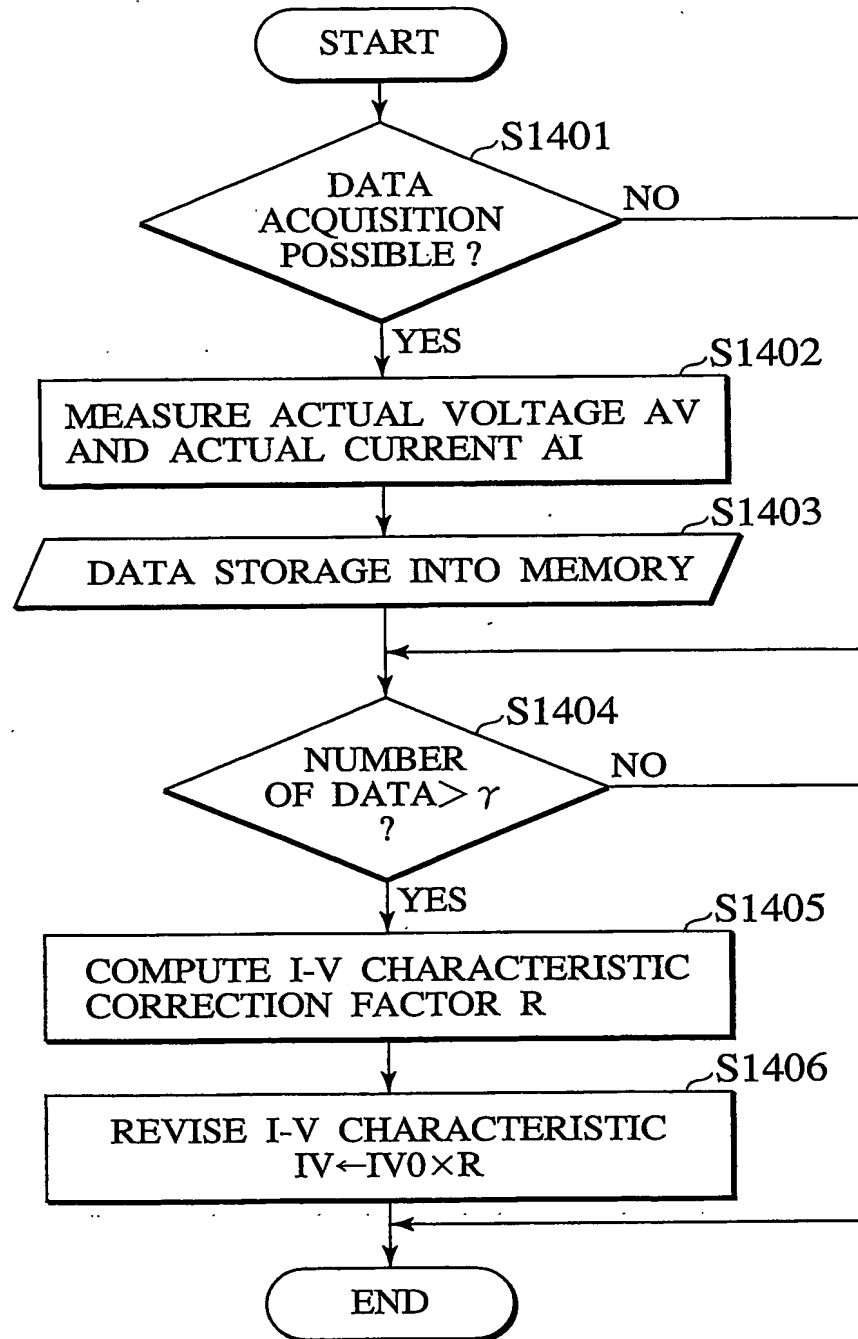 START
S1401
DATA
ACQUISITION
POSSIBLE ?
NO
YES
S1402
MEASURE ACTUAL VOLTAGE AV
AND ACTUAL CURRENT AI
S1403
DATA STORAGE INTO MEMORY
S1404
NUMBER
OF DATA> γ
?
NO
YES
S1405
COMPUTE I-V CHARACTERISTIC
CORRECTION FACTOR R
S1406
REVISE I-V CHARACTERISTIC
IV←IV0×R
END